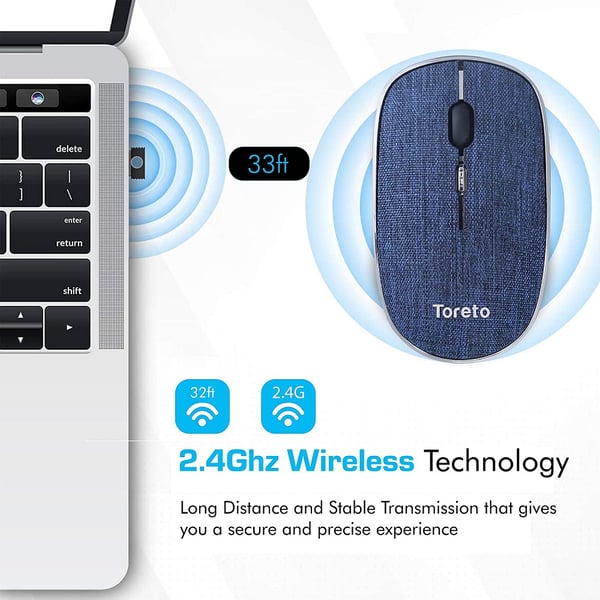 delete
}
]
|
\
enter
return
shift
33ft
Toreto
32ft
2.4G
2.4Ghz Wireless Technology
Long Distance and Stable Transmission that gives
you a secure and precise experience